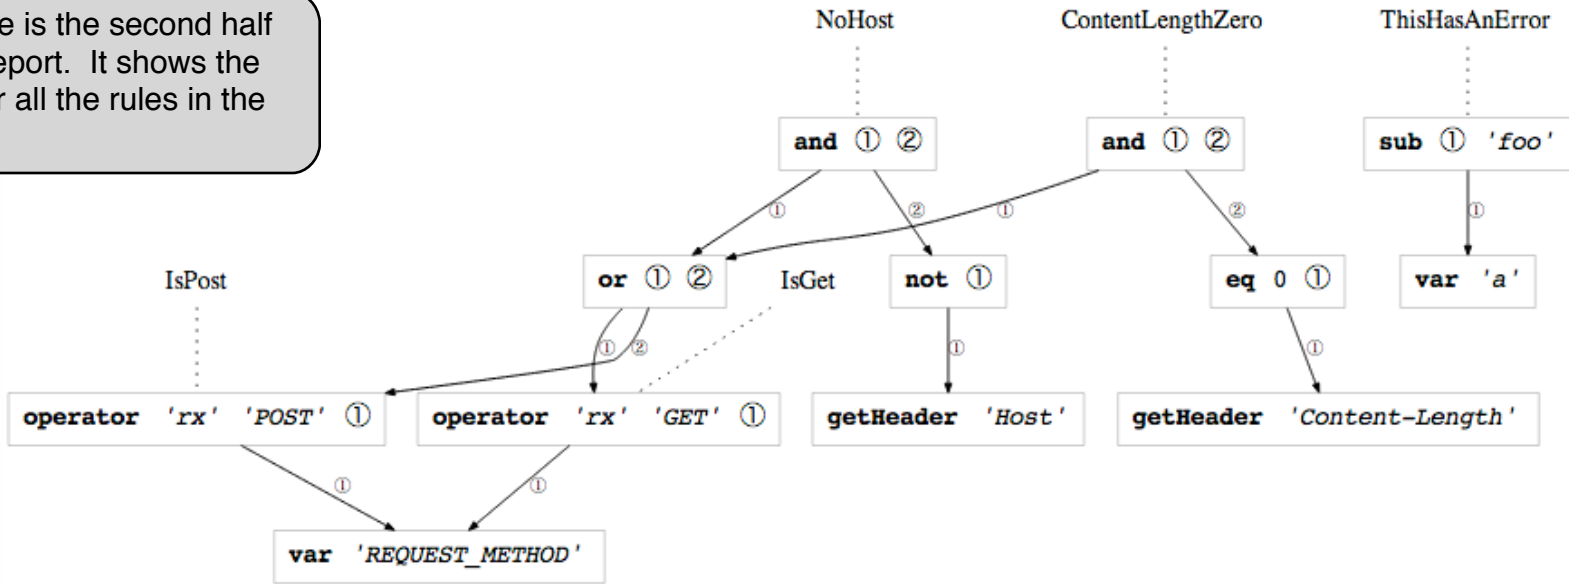 e is the second half
eport. It shows the
r all the rules in the
NoHost
ContentLengthZero
ThisHasAnError
and ① ②
and ① ②
sub ① 'foo'
①
②
①
②
①
IsPost
or ① ②
IsGet
not ①
eq 0 ①
var 'a'
①
②
①
①
operator 'rx' 'POST' ①
operator 'rx' 'GET' ①
getHeader 'Host'
getHeader 'Content-Length'
①
①
var 'REQUEST_METHOD'